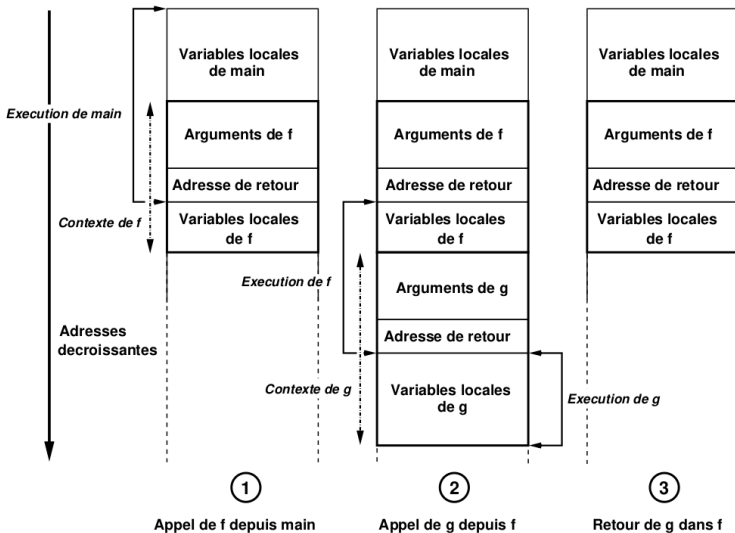 Variables locales
de main
Execution de main
Arguments de f
Adresse de retour
Contexte de f
Variables locales
de f
Adresses
decroissantes
1
Appel de f depuis main
Variables locales
de main
Arguments de f
Adresse de retour
Variables locales
de f
Execution de f
Arguments de g
Adresse de retour
Contexte de g
Variables locales
de g
Execution de g
2
Appel de g depuis f
Variables locales
de main
Arguments de f
Adresse de retour
Variables locales
de f
3
Retour de g dans f